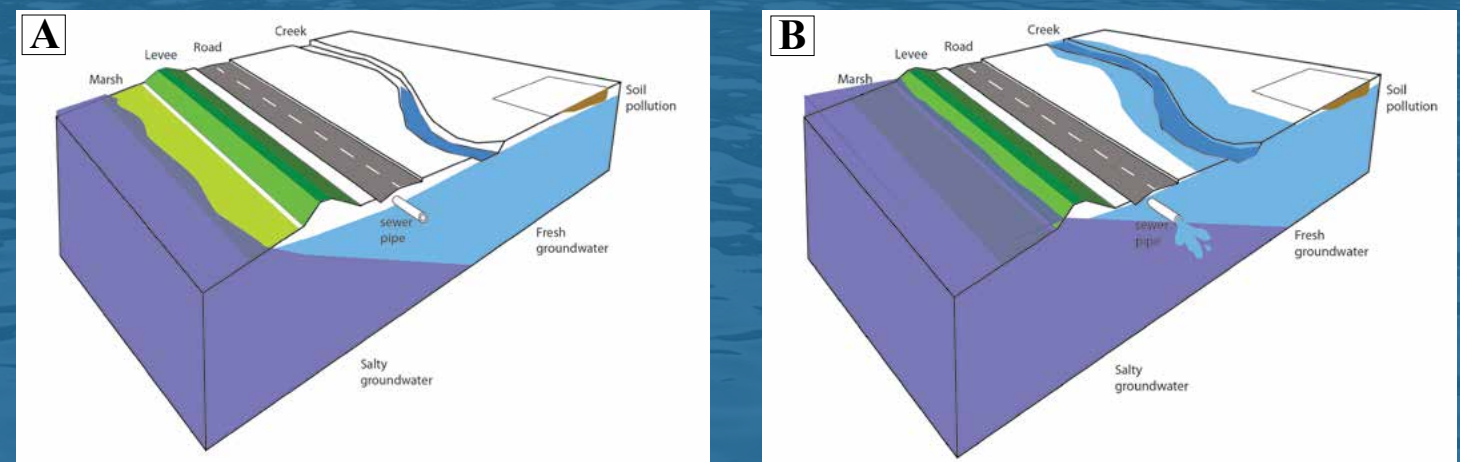 A
Creek
Road
Levee
Marsh
Soil
pollution
sewer
pipe
Fresh
groundwater
Salty
groundwater
B
Creek
Road
Levee
Marsh
Soil
pollution
sewer
pipe
Fresh
groundwater
Salty
groundwater